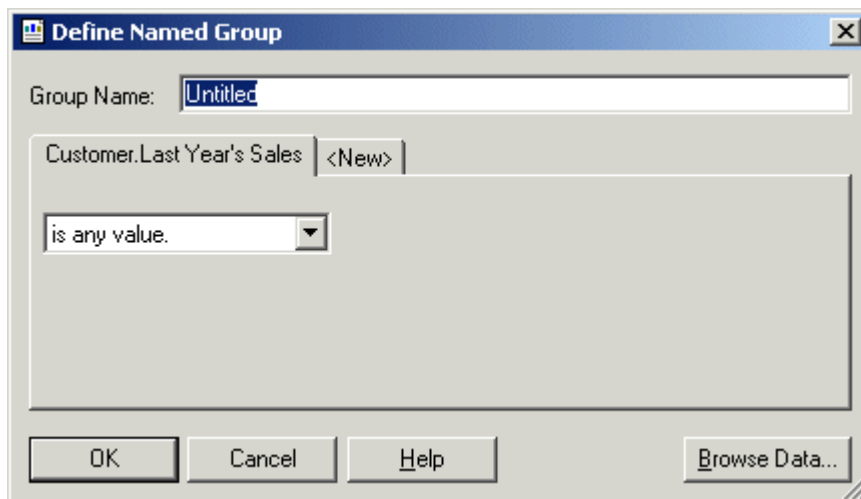 Define Named Group
Group Name: Untitled
Customer.Last Year's Sales <New>
is any value.
OK Cancel Help Browse Data...